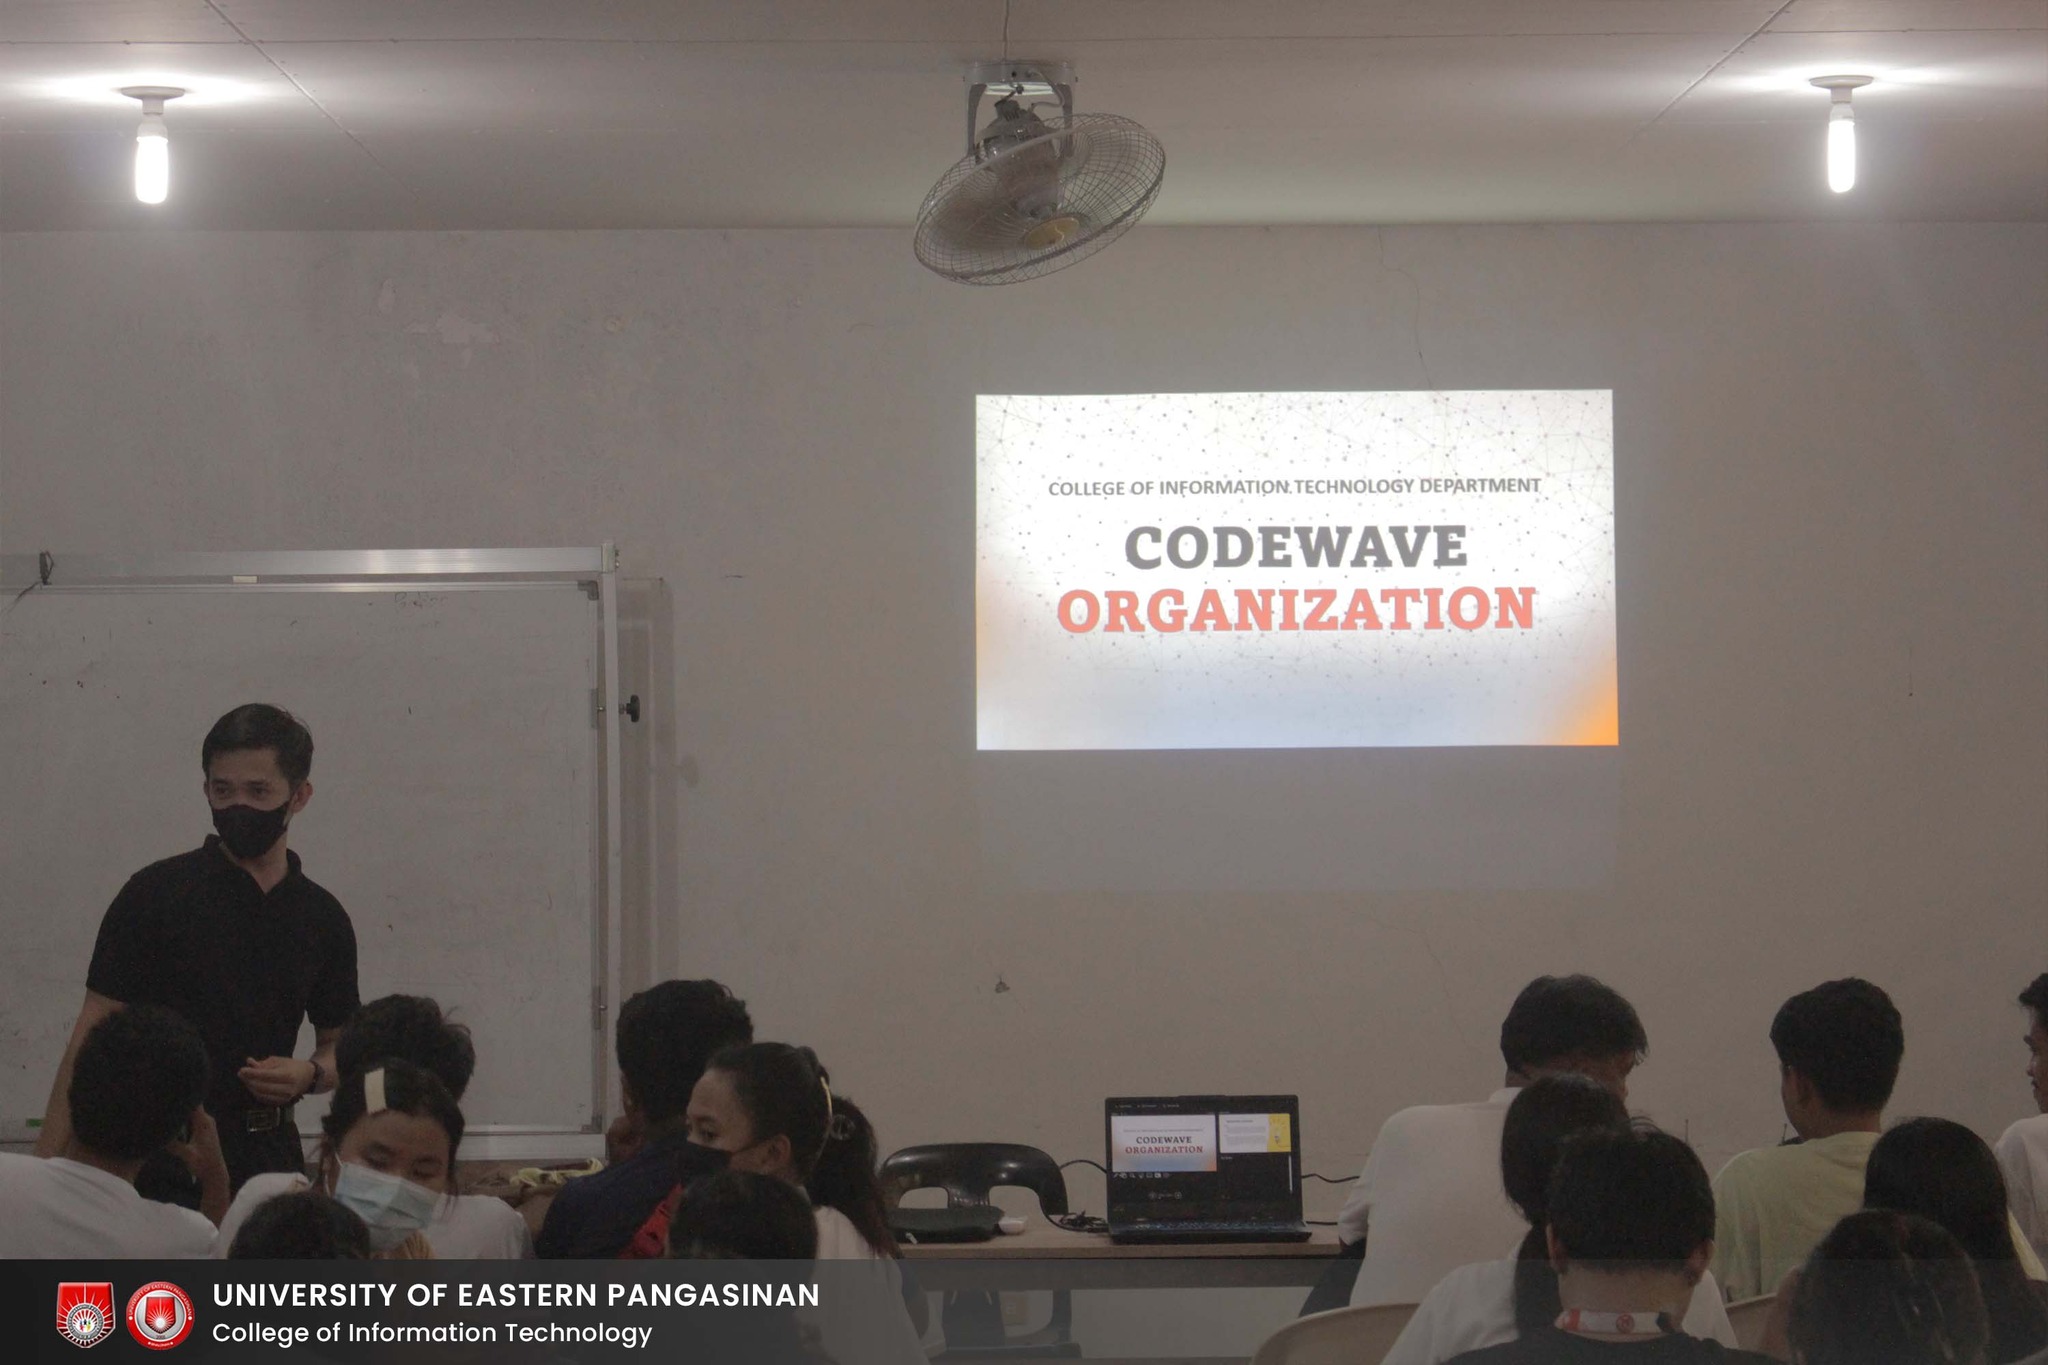 COLLEGE OF INFORMATION TECHNOLOGY DEPARTMENT
CODEWAVE
ORGANIZATION
CODEWAVE
ORGANIZATION
UNIVERSITY OF EASTERN PANGASINAN
College of Information Technology